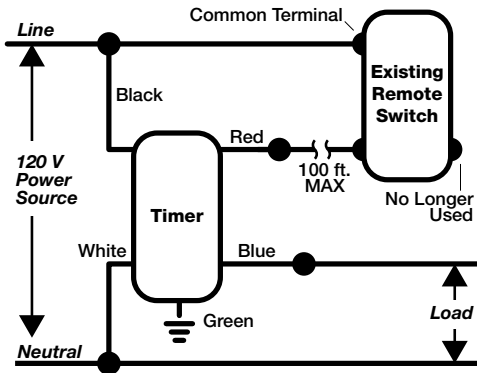 Common Terminal
Line
Existing
Remote
Switch
Black
Red
100 ft.
MAX
120 V
Power
Source
Timer
No Longer
Used
White
Blue
Green
Load
Neutral